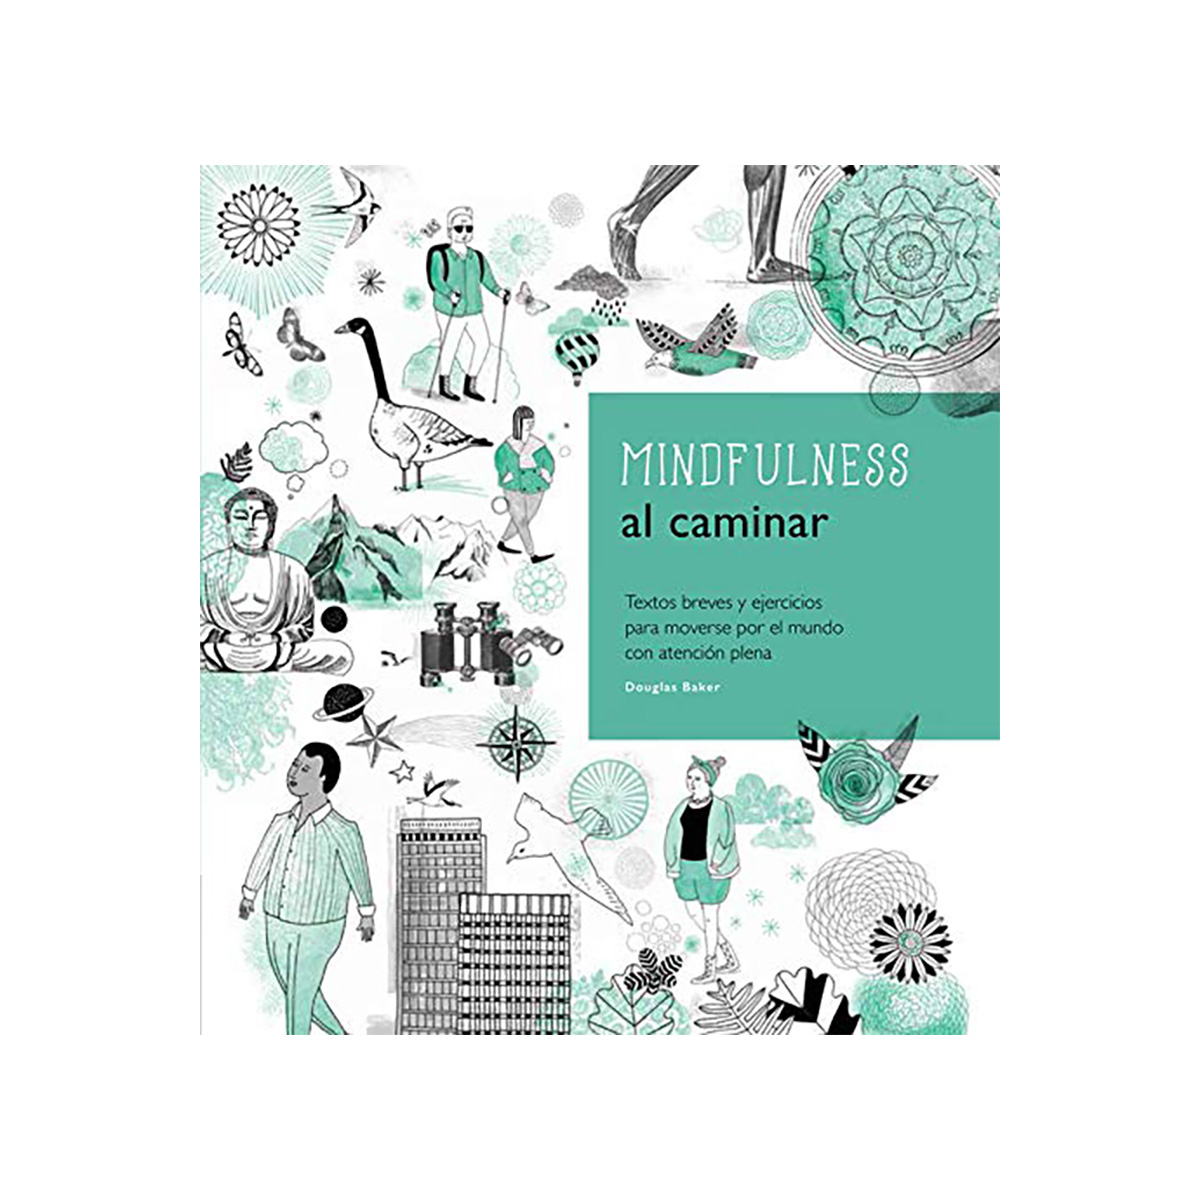 MINDFULNESS
al caminar
Textos breves y ejercicios
para moverse por el mundo
con atención plena
Douglas Baker